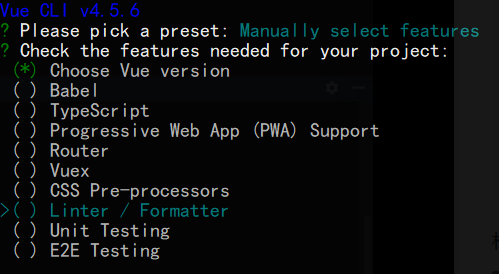 Vue CLI v4.5.6
? Please pick a preset: Manually select features
? Check the features needed for your project:
(*) Choose Vue version
( ) Babel
( ) TypeScript
( ) Progressive Web App (PWA) Support
( ) Router
( ) Vuex
( ) CSS Pre-processors
>( ) Linter / Formatter
( ) Unit Testing
( ) E2E Testing